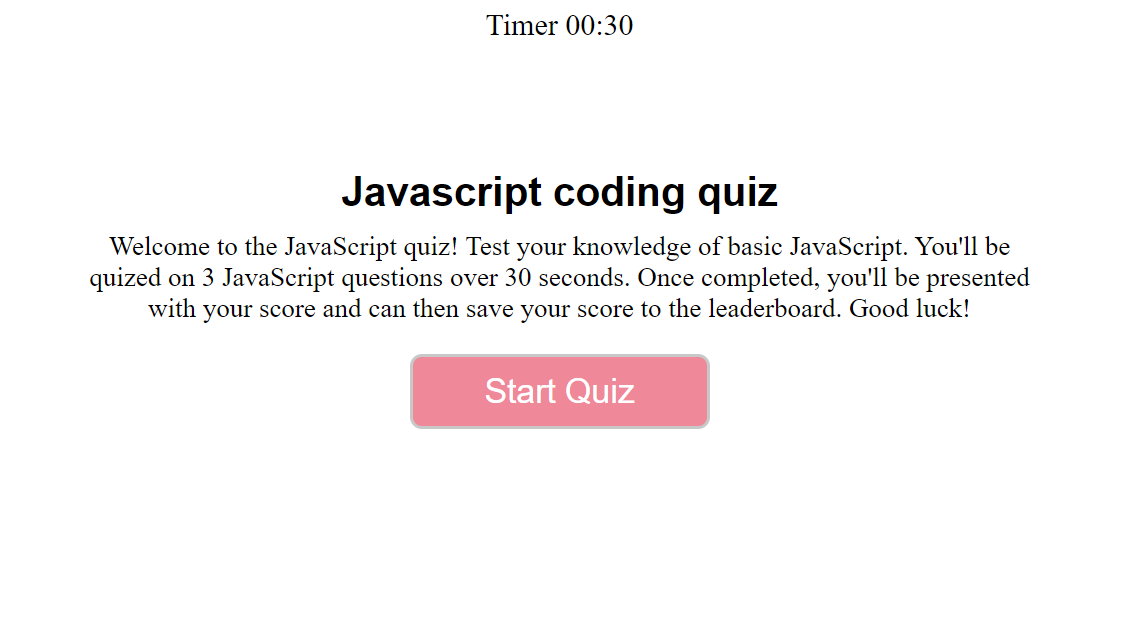 Timer 00:30
Javascript coding quiz
Welcome to the JavaScript quiz! Test your knowledge of basic JavaScript. You'll be
quized on 3 JavaScript questions over 30 seconds. Once completed, you'll be presented
with your score and can then save your score to the leaderboard. Good luck!
Start Quiz